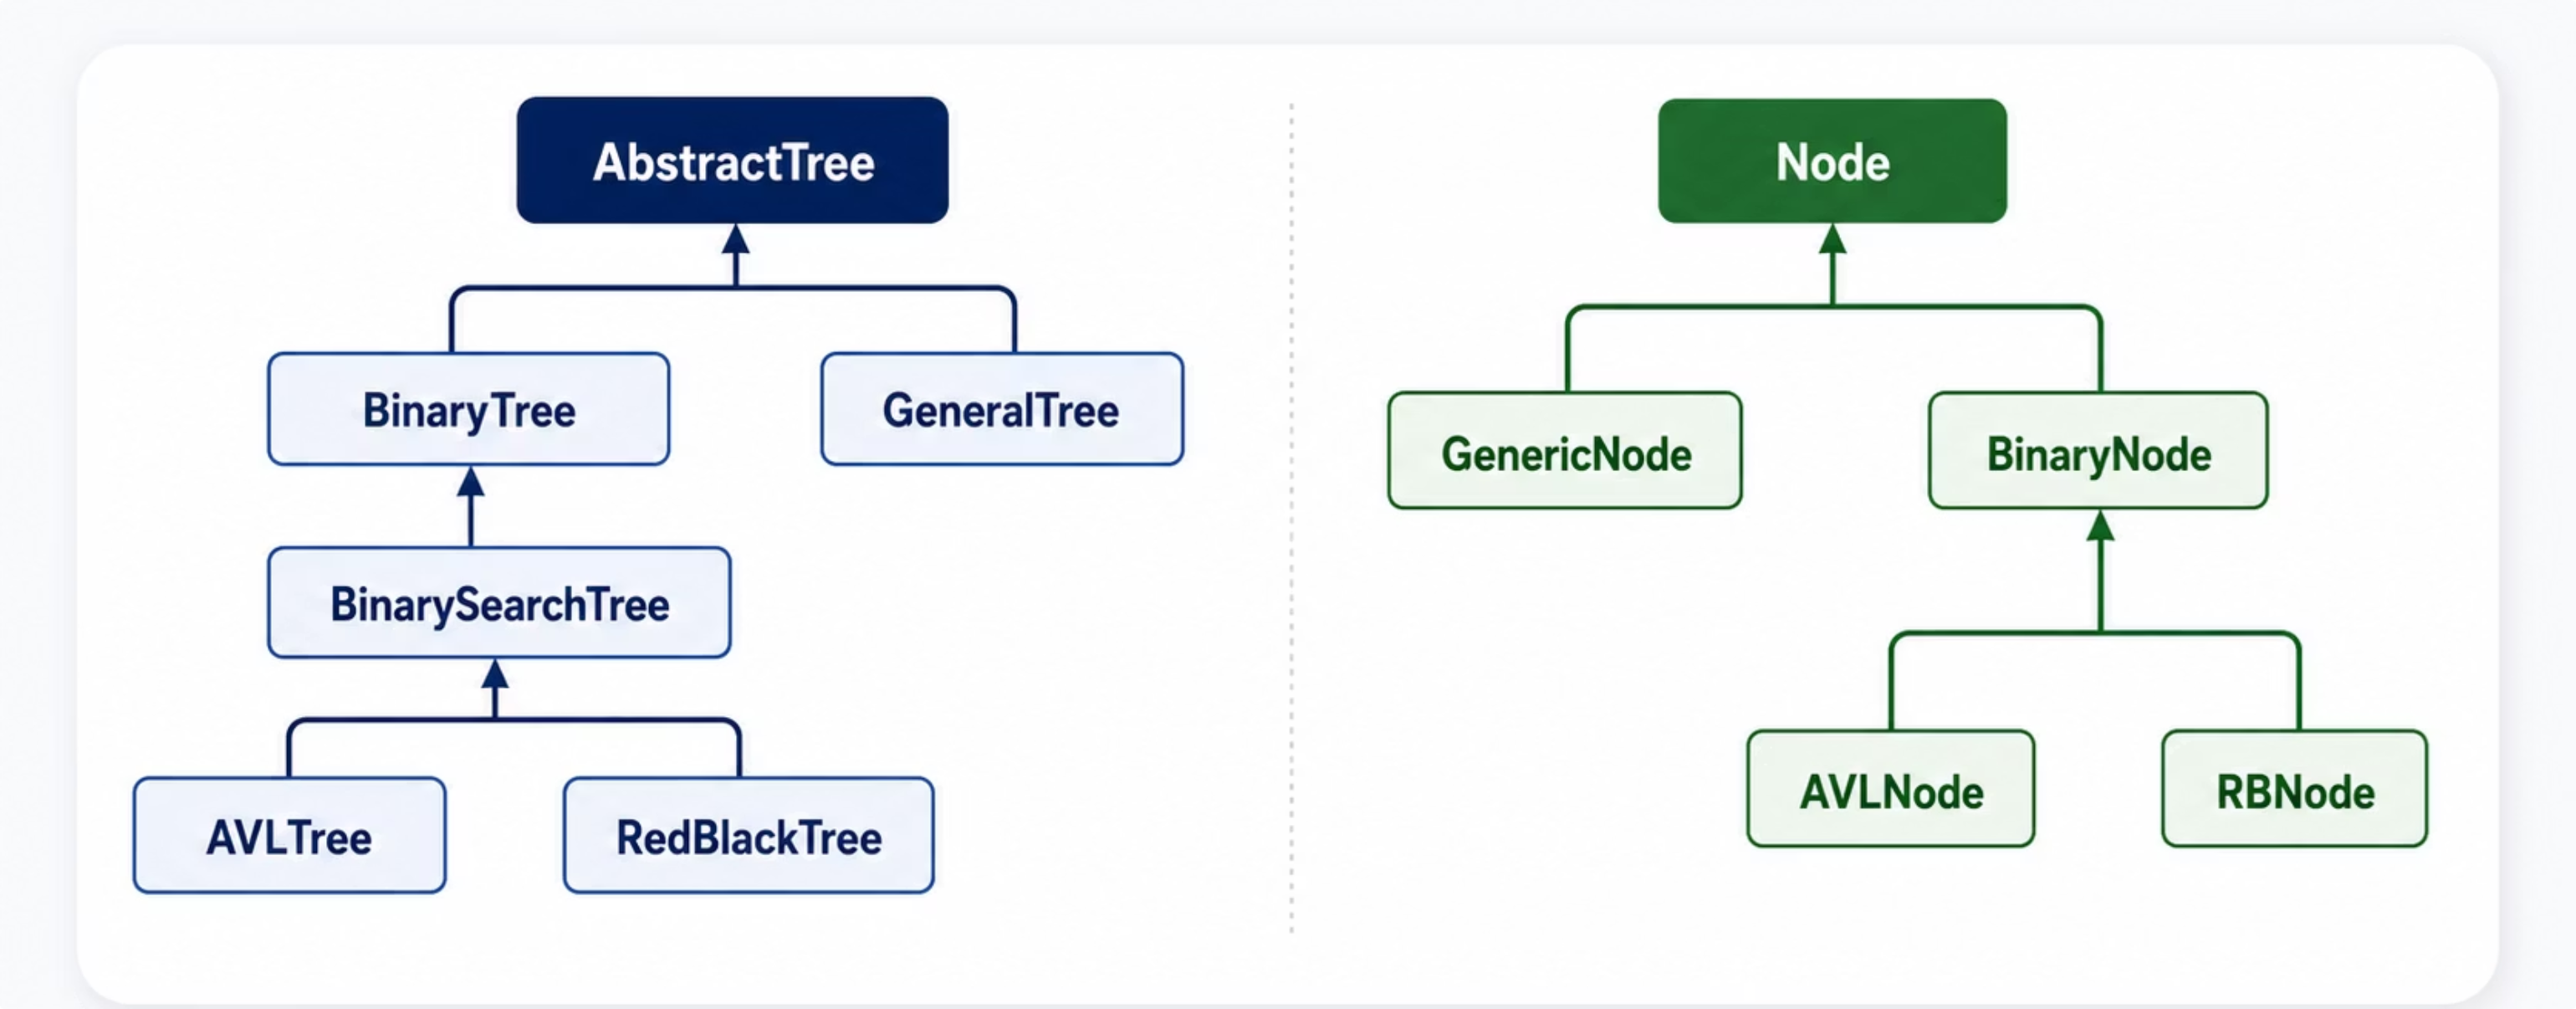 AbstractTree
BinaryTree
GeneralTree
BinarySearchTree
AVLTree
RedBlackTree
Node
GenericNode
BinaryNode
AVLNode
RBNode